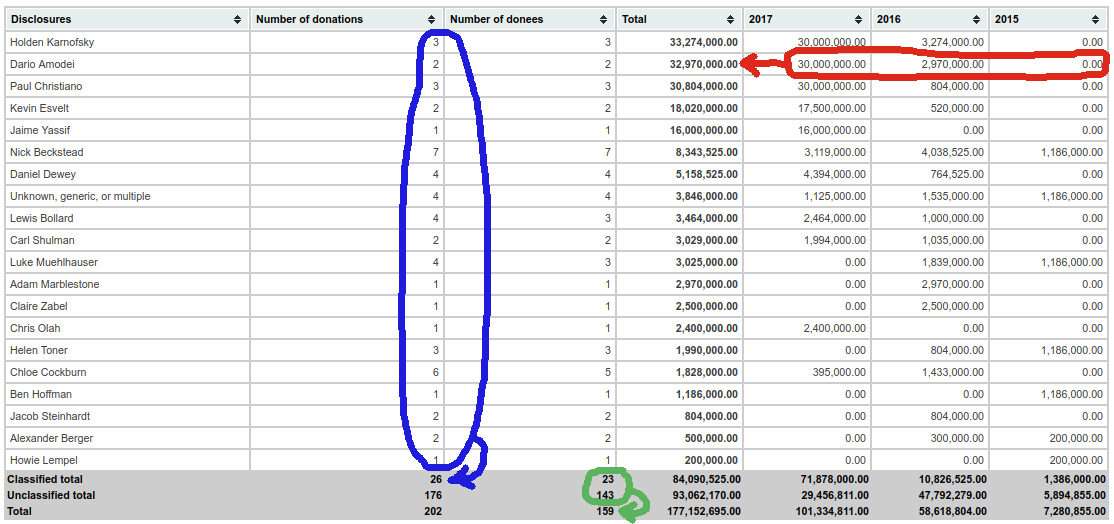 Disclosures Number of donations Number of donees Total 2017 2016 2015
Holden Karnofsky 3 3 33,274,000.00 30,000,000.00 3,274,000.00 0.00
Dario Amodei 2 2 32,970,000.00 30,000,000.00 2,970,000.00 0.00
Paul Christiano 3 3 30,804,000.00 30,000,000.00 804,000.00 0.00
Kevin Esvelt 2 2 18,020,000.00 17,500,000.00 520,000.00 0.00
Jaime Yassif 1 1 16,000,000.00 16,000,000.00 0.00 0.00
Nick Beckstead 7 7 8,343,525.00 3,119,000.00 4,038,525.00 1,186,000.00
Daniel Dewey 4 4 5,158,525.00 4,394,000.00 764,525.00 0.00
Unknown, generic, or multiple 4 4 3,846,000.00 1,125,000.00 1,535,000.00 1,186,000.00
Lewis Bollard 4 3 3,464,000.00 2,464,000.00 1,000,000.00 0.00
Carl Shulman 2 2 3,029,000.00 1,994,000.00 1,035,000.00 0.00
Luke Muehlhauser 4 3 3,025,000.00 0.00 1,839,000.00 1,186,000.00
Adam Marblestone 1 1 2,970,000.00 0.00 2,970,000.00 0.00
Claire Zabel 1 1 2,500,000.00 0.00 2,500,000.00 0.00
Chris Olah 1 1 2,400,000.00 2,400,000.00 0.00 0.00
Helen Toner 3 3 1,990,000.00 0.00 804,000.00 1,186,000.00
Chloe Cockburn 6 5 1,828,000.00 395,000.00 1,433,000.00 0.00
Ben Hoffman 1 1 1,186,000.00 0.00 0.00 1,186,000.00
Jacob Steinhardt 2 2 804,000.00 0.00 804,000.00 0.00
Alexander Berger 2 2 500,000.00 0.00 300,000.00 200,000.00
Howie Lempel 1 1 200,000.00 0.00 0.00 200,000.00
Classified total 26 23 84,090,525.00 71,878,000.00 10,826,525.00 1,386,000.00
Unclassified total 176 143 93,062,170.00 29,456,811.00 47,792,279.00 5,894,855.00
Total 202 159 177,152,695.00 101,334,811.00 58,618,804.00 7,280,855.00